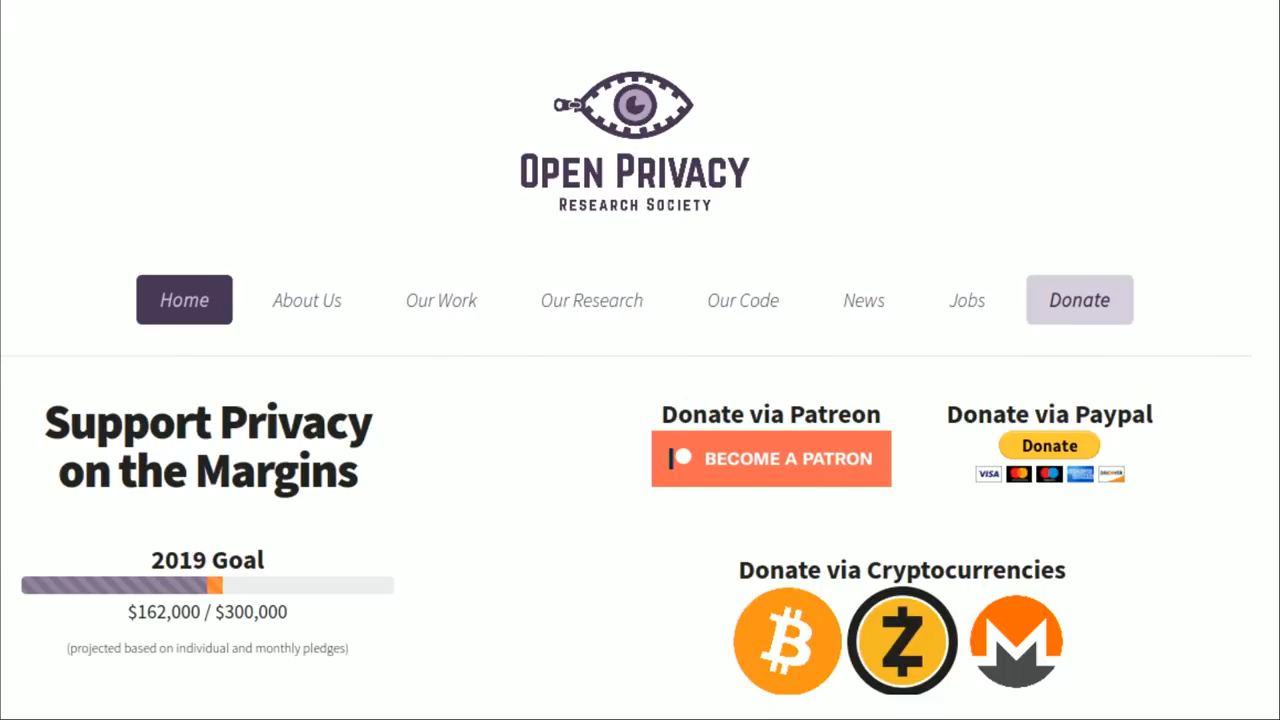 OPEN PRIVACY
RESEARCH SOCIETY
Home About Us Our Work Our Research Our Code News Jobs Donate
Support Privacy
on the Margins
2019 Goal
$162,000 / $300,000
(projected based on individual and monthly pledges)
Donate via Patreon
BECOME A PATRON
Donate via Paypal
Donate
VISA
DISCOVER
Donate via Cryptocurrencies